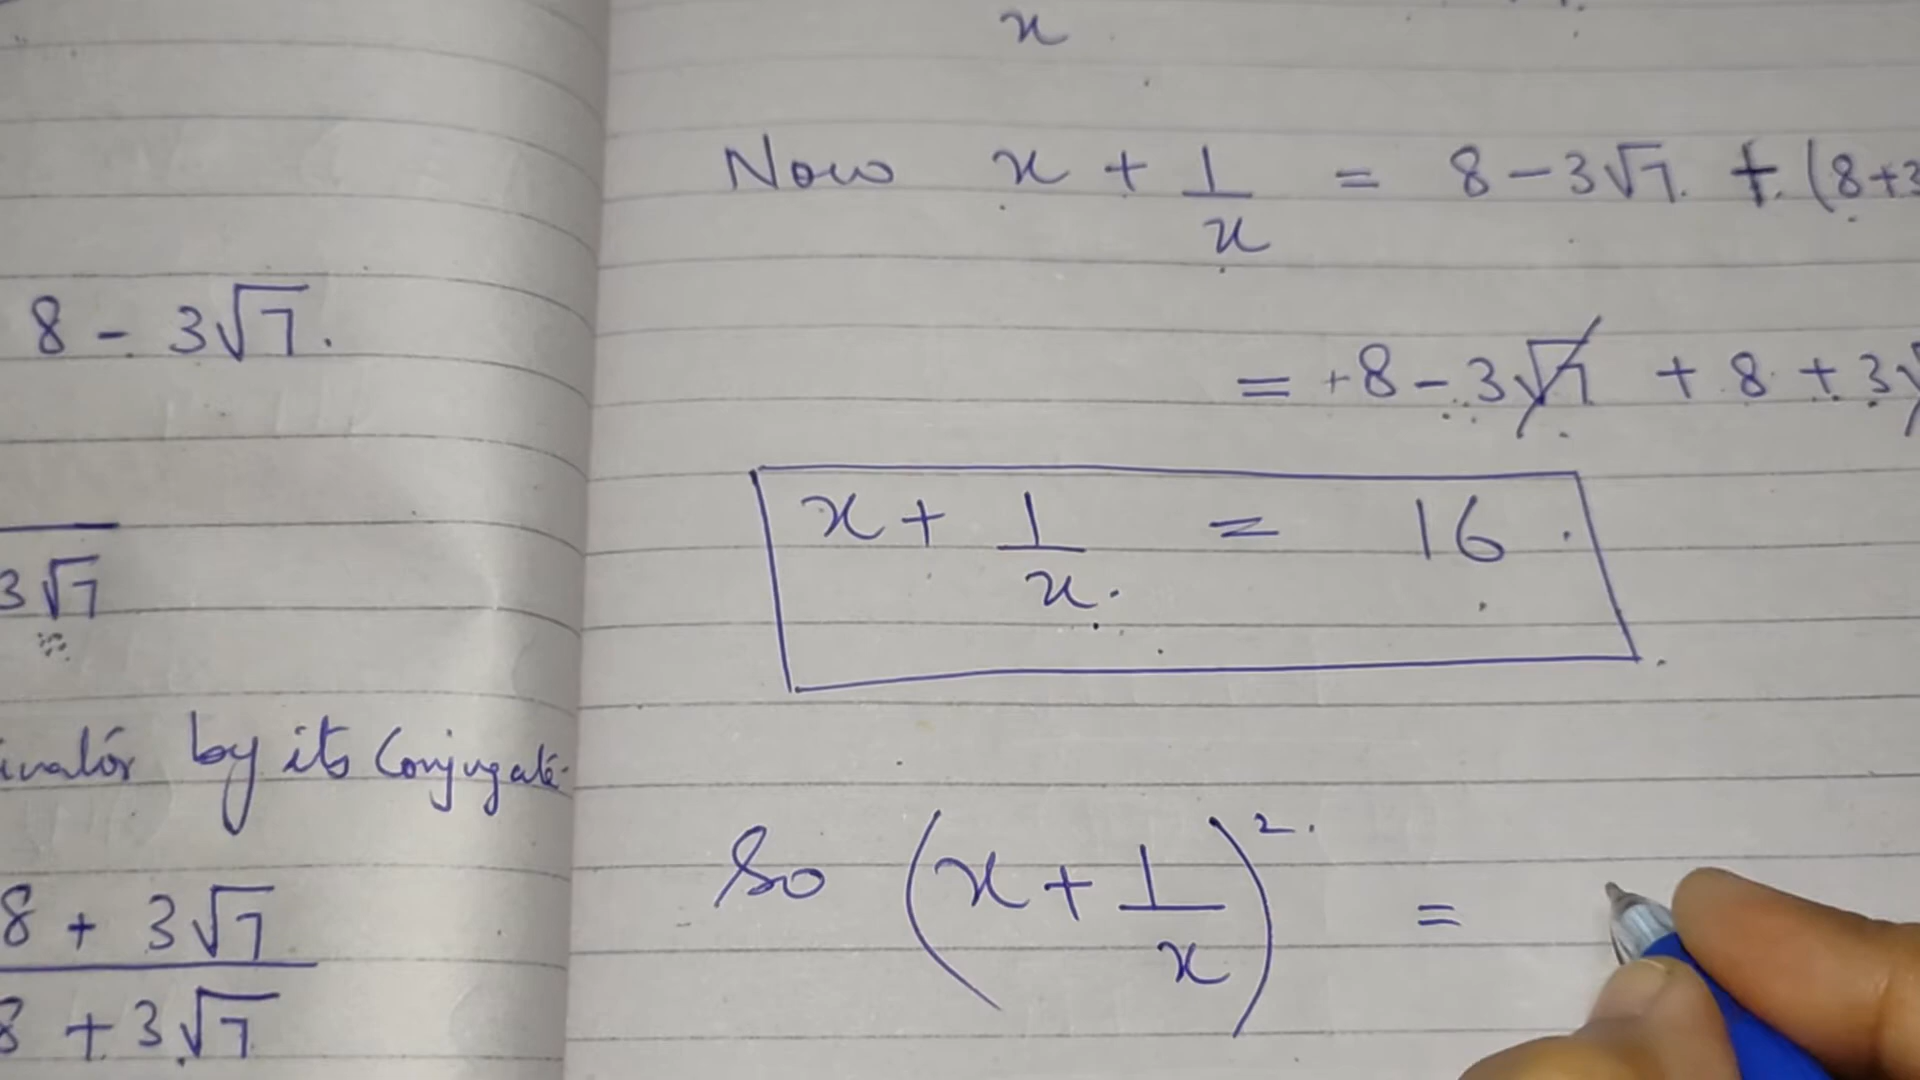 8 - 3√7.
3√7
by its Conjugate.
8 + 3√7
8 + 3√7
x
Now x + 1/x = 8 - 3√7. + (8+3
= +8 - 3√7 + 8 + 3√
x + 1/x. = 16.
So (x + 1/x)². =